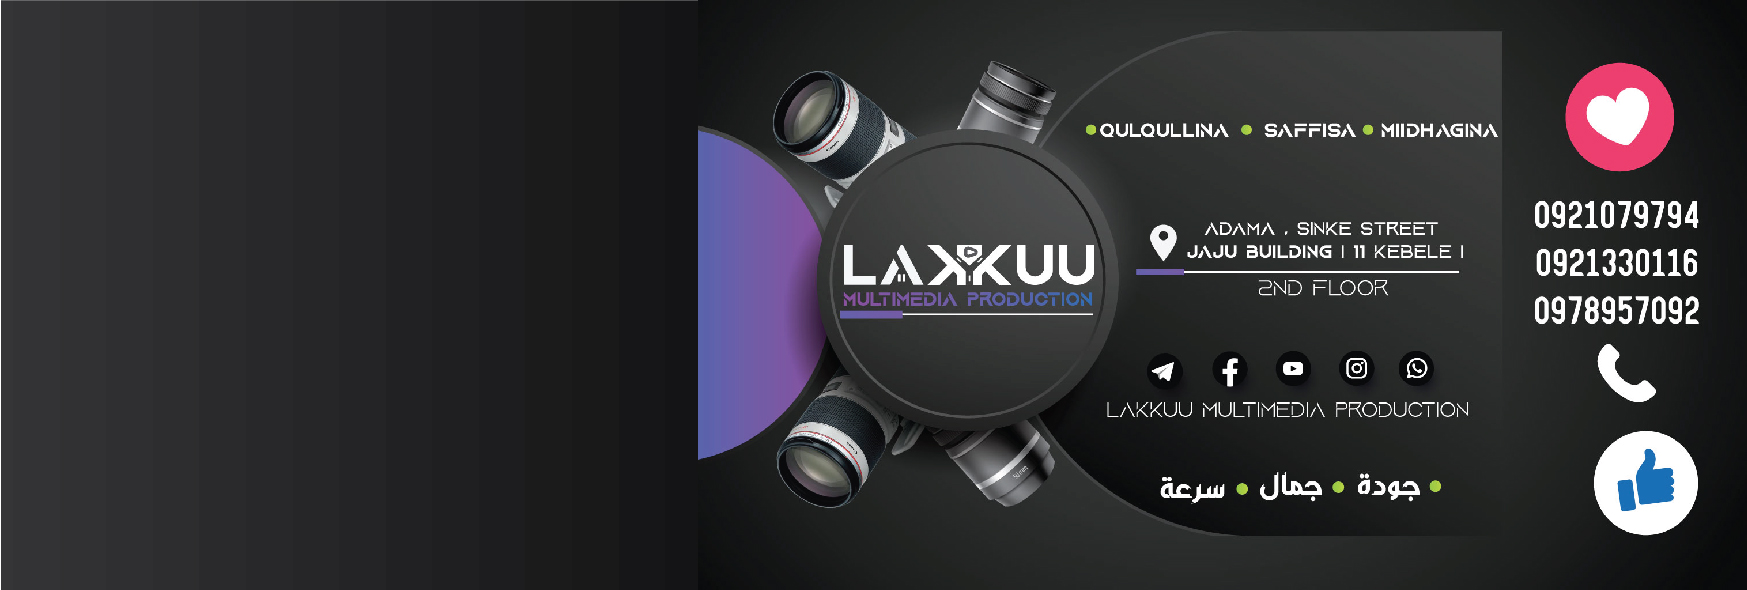 LAKKUU
MULTIMEDIA PRODUCTION
QULQULLINA SAFFISA MIIDHAGINA
ADAMA , SINKE STREET
JAJU BUILDING | 11 KEBELE |
2ND FLOOR
LAKKUU MULTIMEDIA PRODUCTION
جودة جمال سرعة
0921079794
0921330116
0978957092